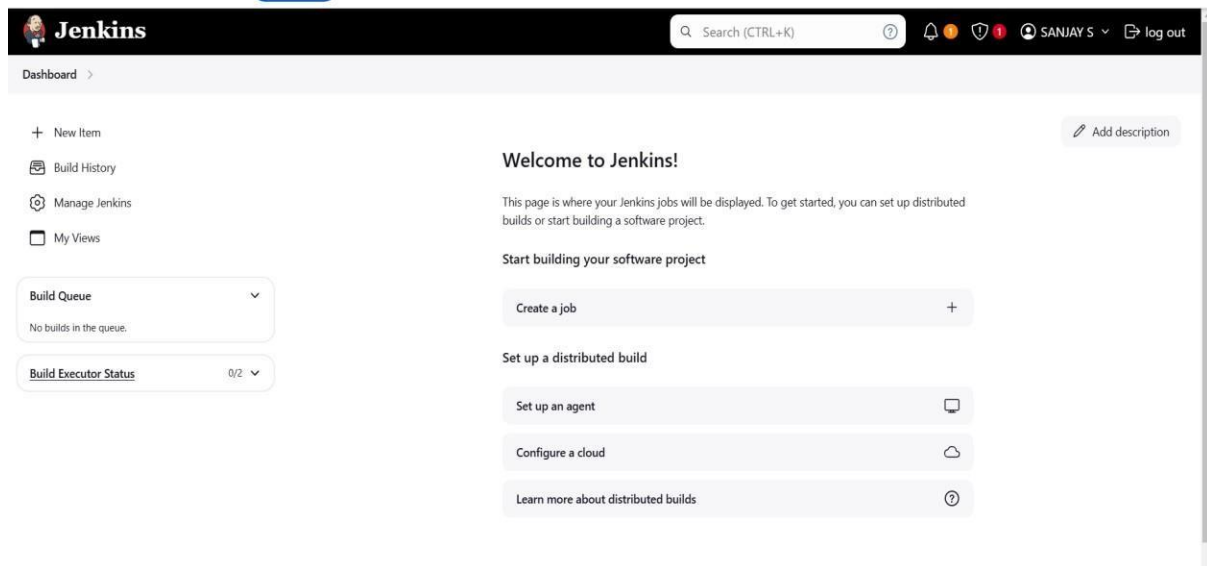 Jenkins
Search (CTRL+K)
1
1
SANJAY S
log out
Dashboard
New Item
Build History
Manage Jenkins
My Views
Build Queue
No builds in the queue.
Build Executor Status
0/2
Add description
Welcome to Jenkins!
This page is where your Jenkins jobs will be displayed. To get started, you can set up distributed
builds or start building a software project.
Start building your software project
Create a job
Set up a distributed build
Set up an agent
Configure a cloud
Learn more about distributed builds